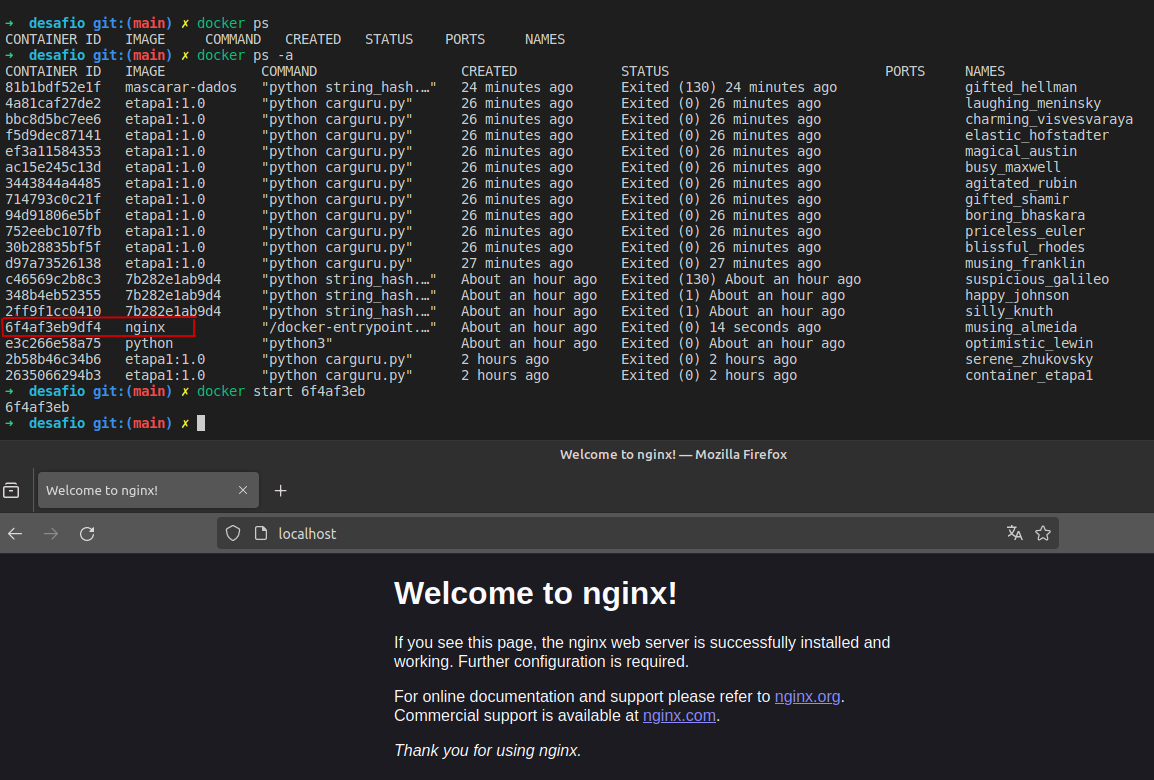 ➜  desafio git:(main) ✗ docker ps
CONTAINER ID   IMAGE     COMMAND   CREATED   STATUS    PORTS     NAMES
➜  desafio git:(main) ✗ docker ps -a
CONTAINER ID   IMAGE            COMMAND                  CREATED             STATUS                           PORTS     NAMES
81b1bdf52e1f   mascarar-dados   "python string_hash.…"   24 minutes ago      Exited (130) 24 minutes ago                gifted_hellman
4a81caf27de2   etapa1:1.0       "python carguru.py"      26 minutes ago      Exited (0) 26 minutes ago                  laughing_meninsky
bbc8d5bc7ee6   etapa1:1.0       "python carguru.py"      26 minutes ago      Exited (0) 26 minutes ago                  charming_visvesvaraya
f5d9dec87141   etapa1:1.0       "python carguru.py"      26 minutes ago      Exited (0) 26 minutes ago                  elastic_hofstadter
ef3a11584353   etapa1:1.0       "python carguru.py"      26 minutes ago      Exited (0) 26 minutes ago                  magical_austin
ac15e245c13d   etapa1:1.0       "python carguru.py"      26 minutes ago      Exited (0) 26 minutes ago                  busy_maxwell
3443844a4485   etapa1:1.0       "python carguru.py"      26 minutes ago      Exited (0) 26 minutes ago                  agitated_rubin
714793c0c21f   etapa1:1.0       "python carguru.py"      26 minutes ago      Exited (0) 26 minutes ago                  gifted_shamir
94d91806e5bf   etapa1:1.0       "python carguru.py"      26 minutes ago      Exited (0) 26 minutes ago                  boring_bhaskara
752eebc107fb   etapa1:1.0       "python carguru.py"      26 minutes ago      Exited (0) 26 minutes ago                  priceless_euler
30b28835bf5f   etapa1:1.0       "python carguru.py"      26 minutes ago      Exited (0) 26 minutes ago                  blissful_rhodes
d97a73526138   etapa1:1.0       "python carguru.py"      27 minutes ago      Exited (0) 27 minutes ago                  musing_franklin
c46569c2b8c3   7b282e1ab9d4     "python string_hash.…"   About an hour ago   Exited (130) About an hour ago             suspicious_galileo
348b4eb52355   7b282e1ab9d4     "python string_hash.…"   About an hour ago   Exited (1) About an hour ago               happy_johnson
2ff9f1cc0410   7b282e1ab9d4     "python string_hash.…"   About an hour ago   Exited (1) About an hour ago               silly_knuth
6f4af3eb9df4   nginx            "/docker-entrypoint.…"   About an hour ago   Exited (0) 14 seconds ago                  musing_almeida
e3c266e58a75   python           "python3"                About an hour ago   Exited (0) About an hour ago               optimistic_lewin
2b58b46c34b6   etapa1:1.0       "python carguru.py"      2 hours ago         Exited (0) 2 hours ago                     serene_zhukovsky
2635066294b3   etapa1:1.0       "python carguru.py"      2 hours ago         Exited (0) 2 hours ago                     container_etapa1
➜  desafio git:(main) ✗ docker start 6f4af3eb
6f4af3eb
➜  desafio git:(main) ✗
Welcome to nginx! — Mozilla Firefox
Welcome to nginx!
localhost
Welcome to nginx!
If you see this page, the nginx web server is successfully installed and
working. Further configuration is required.
For online documentation and support please refer to nginx.org.
Commercial support is available at nginx.com.
Thank you for using nginx.